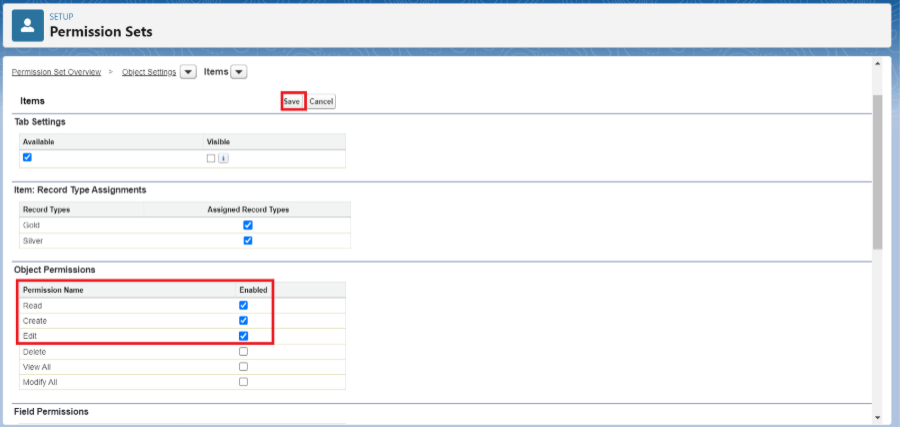 SETUP
Permission Sets
Permission Set Overview > Object Settings Items
Items Save Cancel
Tab Settings
Available Visible
i
Item: Record Type Assignments
Record Types Assigned Record Types
Gold
Silver
Object Permissions
Permission Name Enabled
Read
Create
Edit
Delete
View All
Modify All
Field Permissions